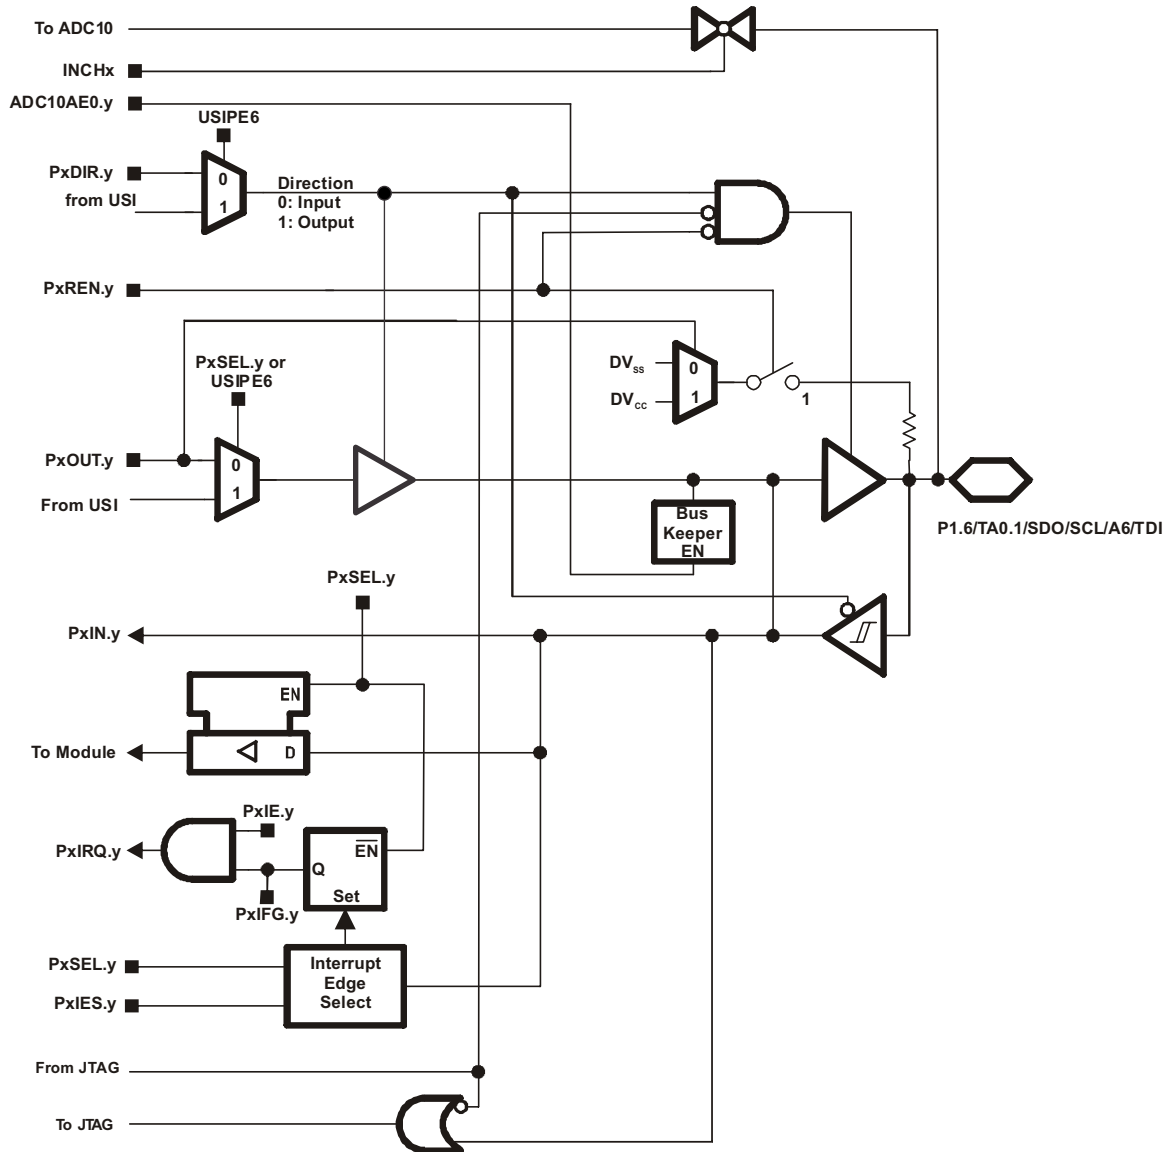 To ADC10
INCHx
ADC10AE0.y
USIPE6
PxDIR.y
0
from USI
1
Direction
0: Input
1: Output
PxREN.y
PxSEL.y or
USIPE6
DVss
0
DVcc
1
1
PxOUT.y
0
From USI
1
Bus
Keeper
EN
P1.6/TA0.1/SDO/SCL/A6/TDI
PxSEL.y
PxIN.y
EN
To Module
D
PxIE.y
PxIRQ.y
EN
Q
Set
PxIFG.y
PxSEL.y
Interrupt
Edge
Select
PxIES.y
From JTAG
To JTAG